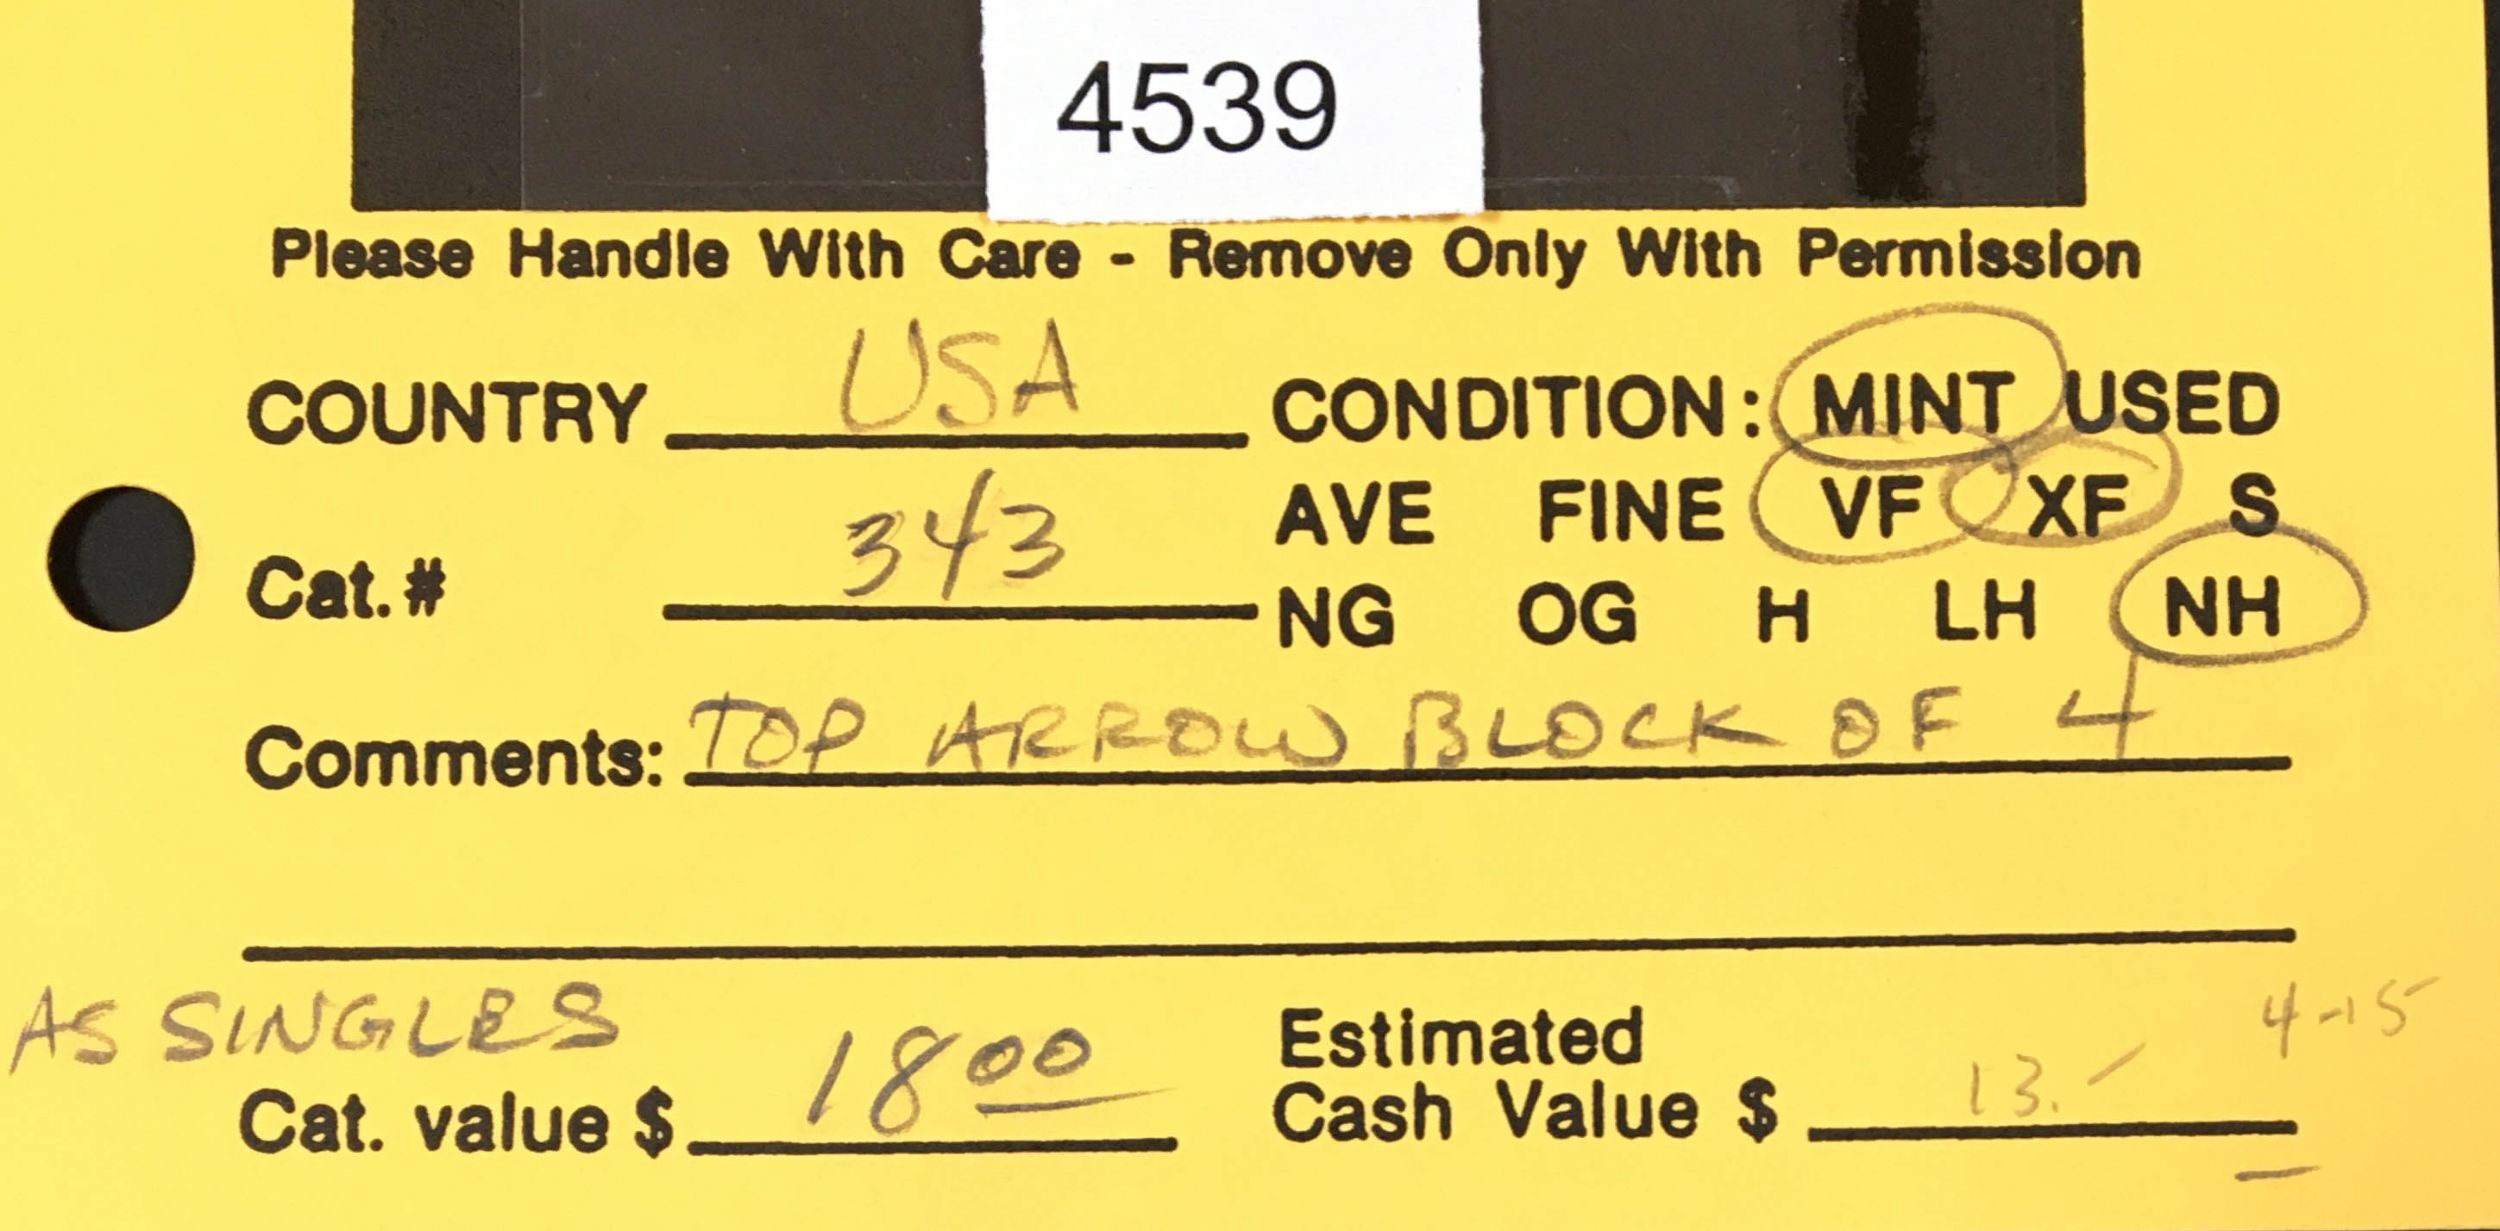 4539
Please Handle With Care - Remove Only With Permission
COUNTRY USA CONDITION: MINT USED
AVE FINE VF XF S
Cat.# 343
NG OG H LH NH
Comments: TOP ARROW BLOCK OF 4
AS SINGLES
Cat. value $ 18 00
4-15
Estimated
Cash Value $ 13.-